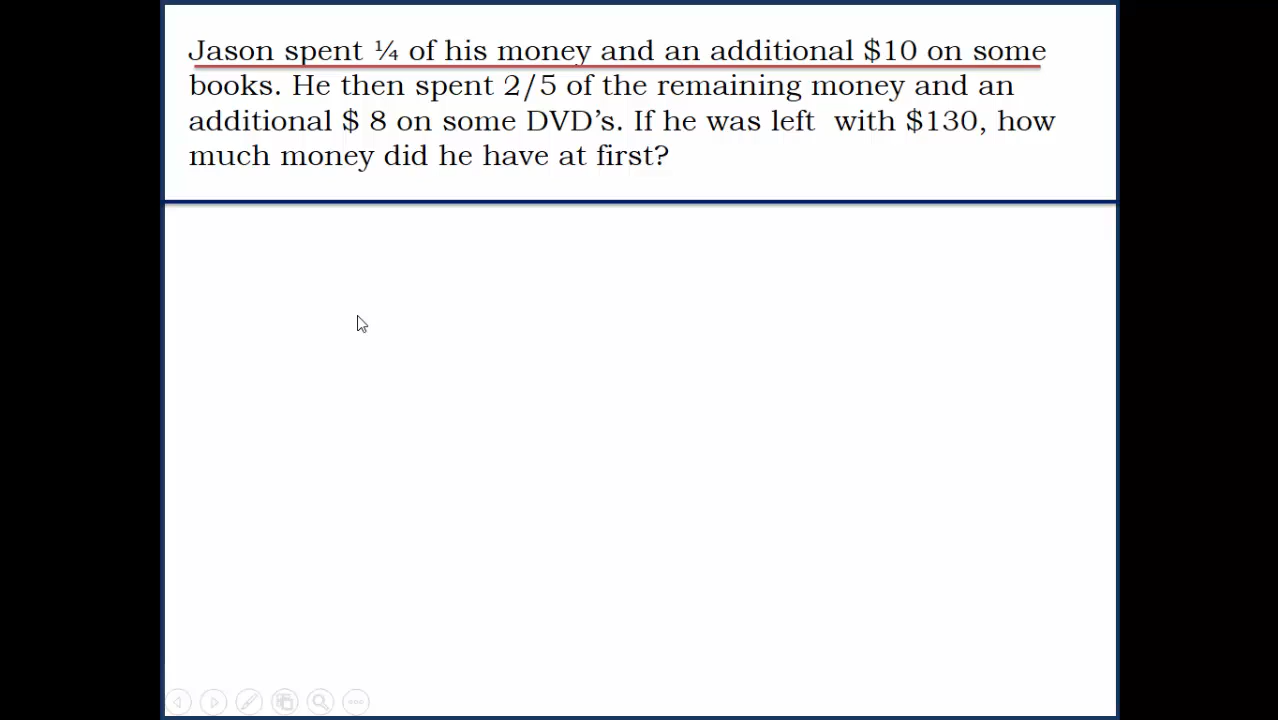 Jason spent ¼ of his money and an additional $10 on some
books. He then spent 2/5 of the remaining money and an
additional $ 8 on some DVD’s. If he was left  with $130, how
much money did he have at first?